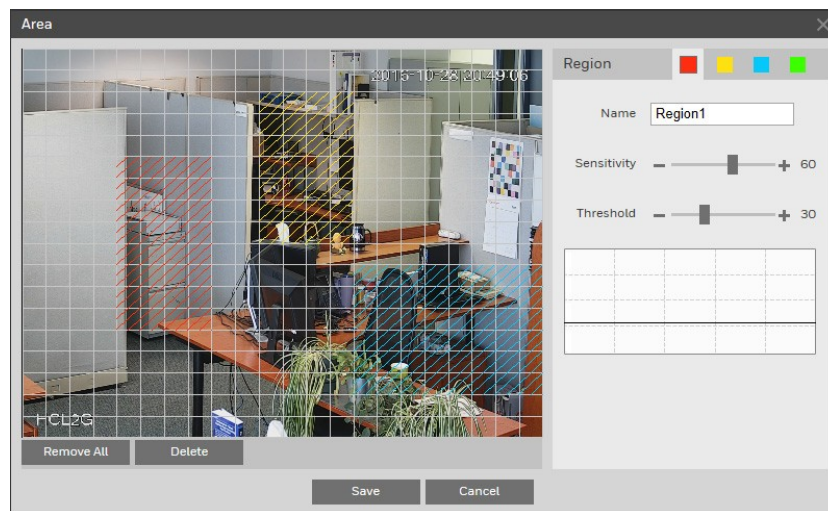 Area
2015-10-28 20:49:06
HCL2G
Remove All
Delete
Region
Name
Region1
Sensitivity
60
Threshold
30
Save
Cancel